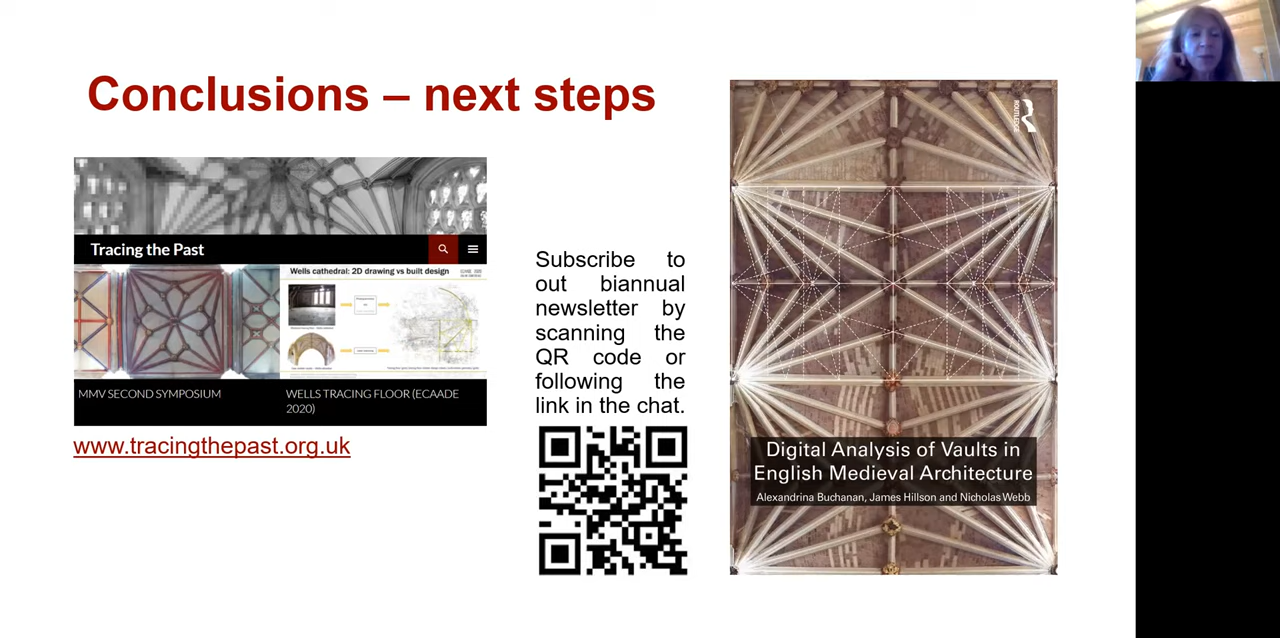 Conclusions – next steps
Tracing the Past
Wells cathedral: 2D drawing vs built design
MMV SECOND SYMPOSIUM
WELLS TRACING FLOOR (ECAADE
2020)
www.tracingthepast.org.uk
Subscribe to
out biannual
newsletter by
scanning the
QR code or
following the
link in the chat.
ROUTLEDGE
Digital Analysis of Vaults in
English Medieval Architecture
Alexandrina Buchanan, James Hillson and Nicholas Webb